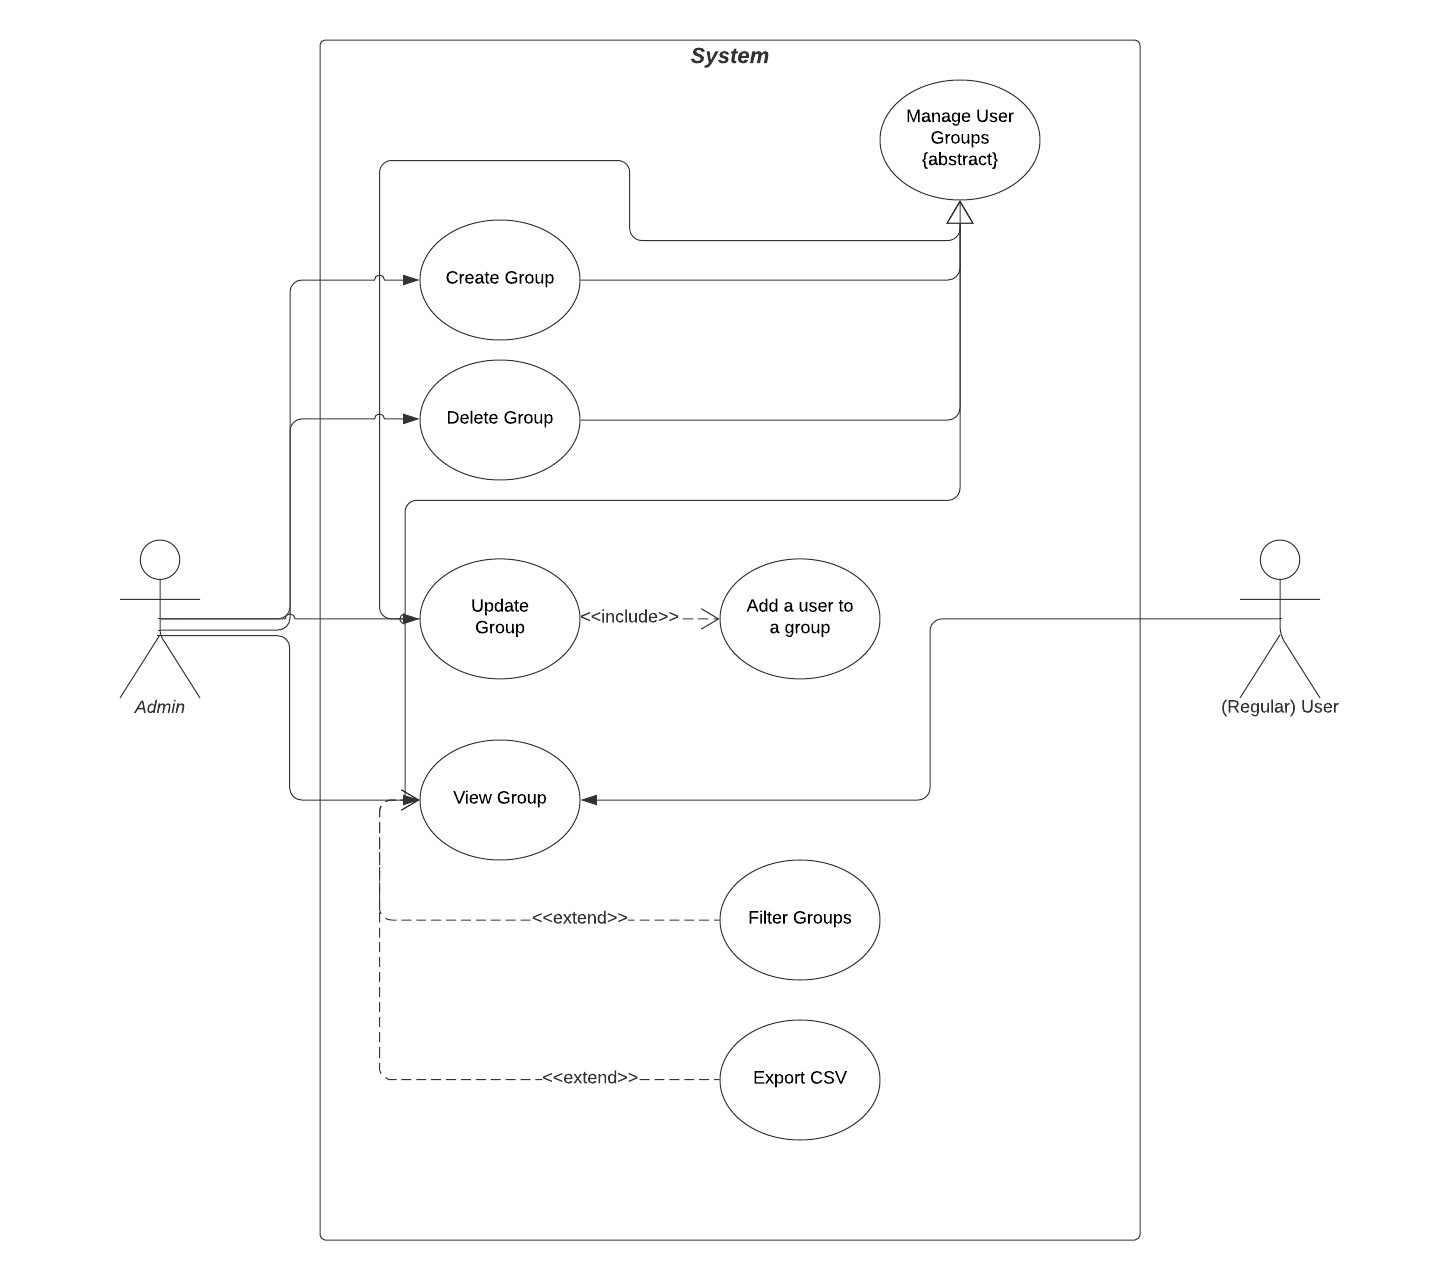 System
Manage User
Groups
{abstract}
Create Group
Delete Group
Update
Group
<<include>>
Add a user to
a group
Admin
(Regular) User
View Group
<<extend>>
Filter Groups
<<extend>>
Export CSV